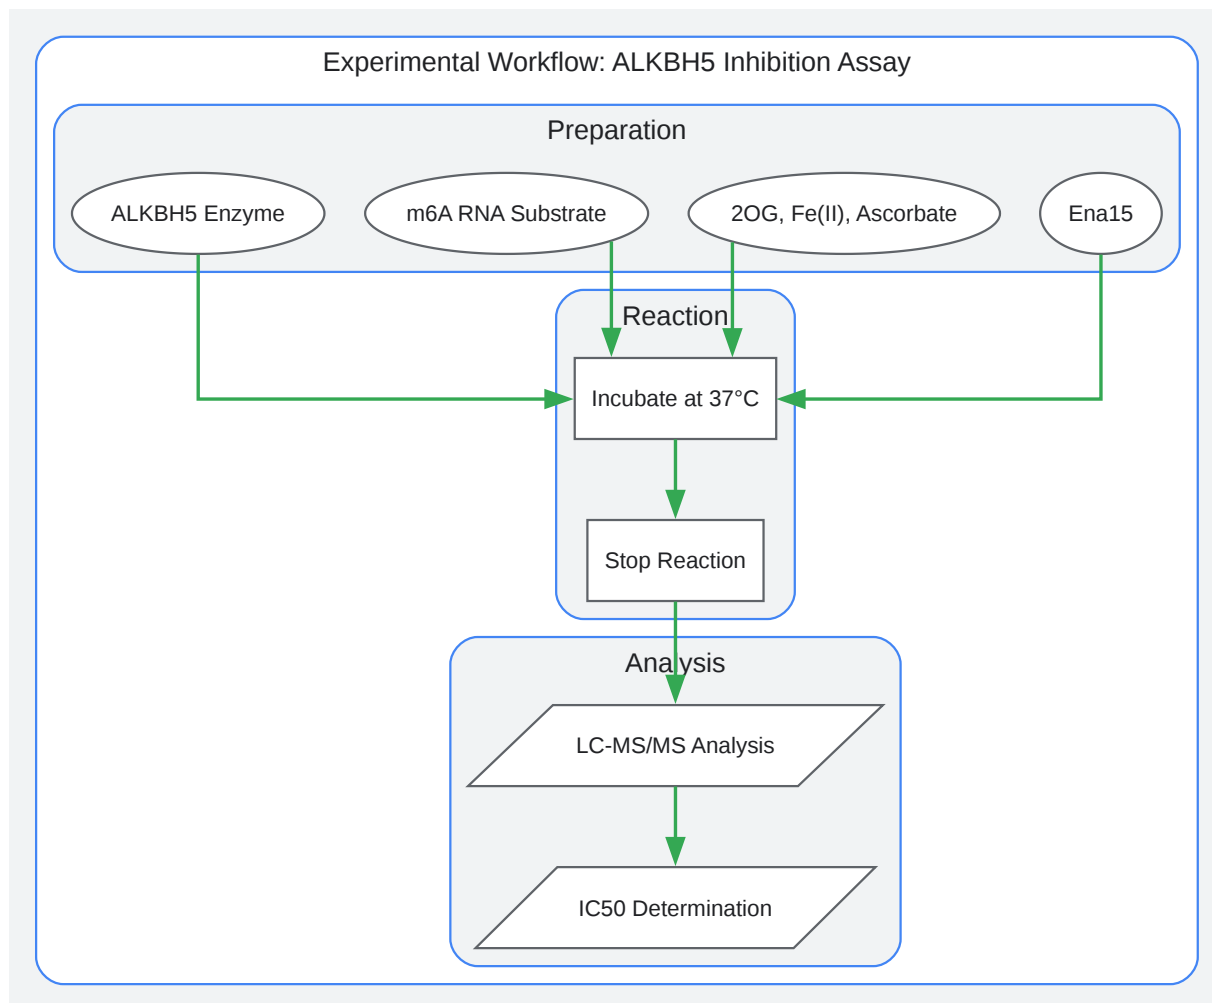 Experimental Workflow: ALKBH5 Inhibition Assay
Preparation
ALKBH5 Enzyme
m6A RNA Substrate
2OG, Fe(II), Ascorbate
Ena15
Reaction
Incubate at 37°C
Stop Reaction
Analysis
LC-MS/MS Analysis
IC50 Determination